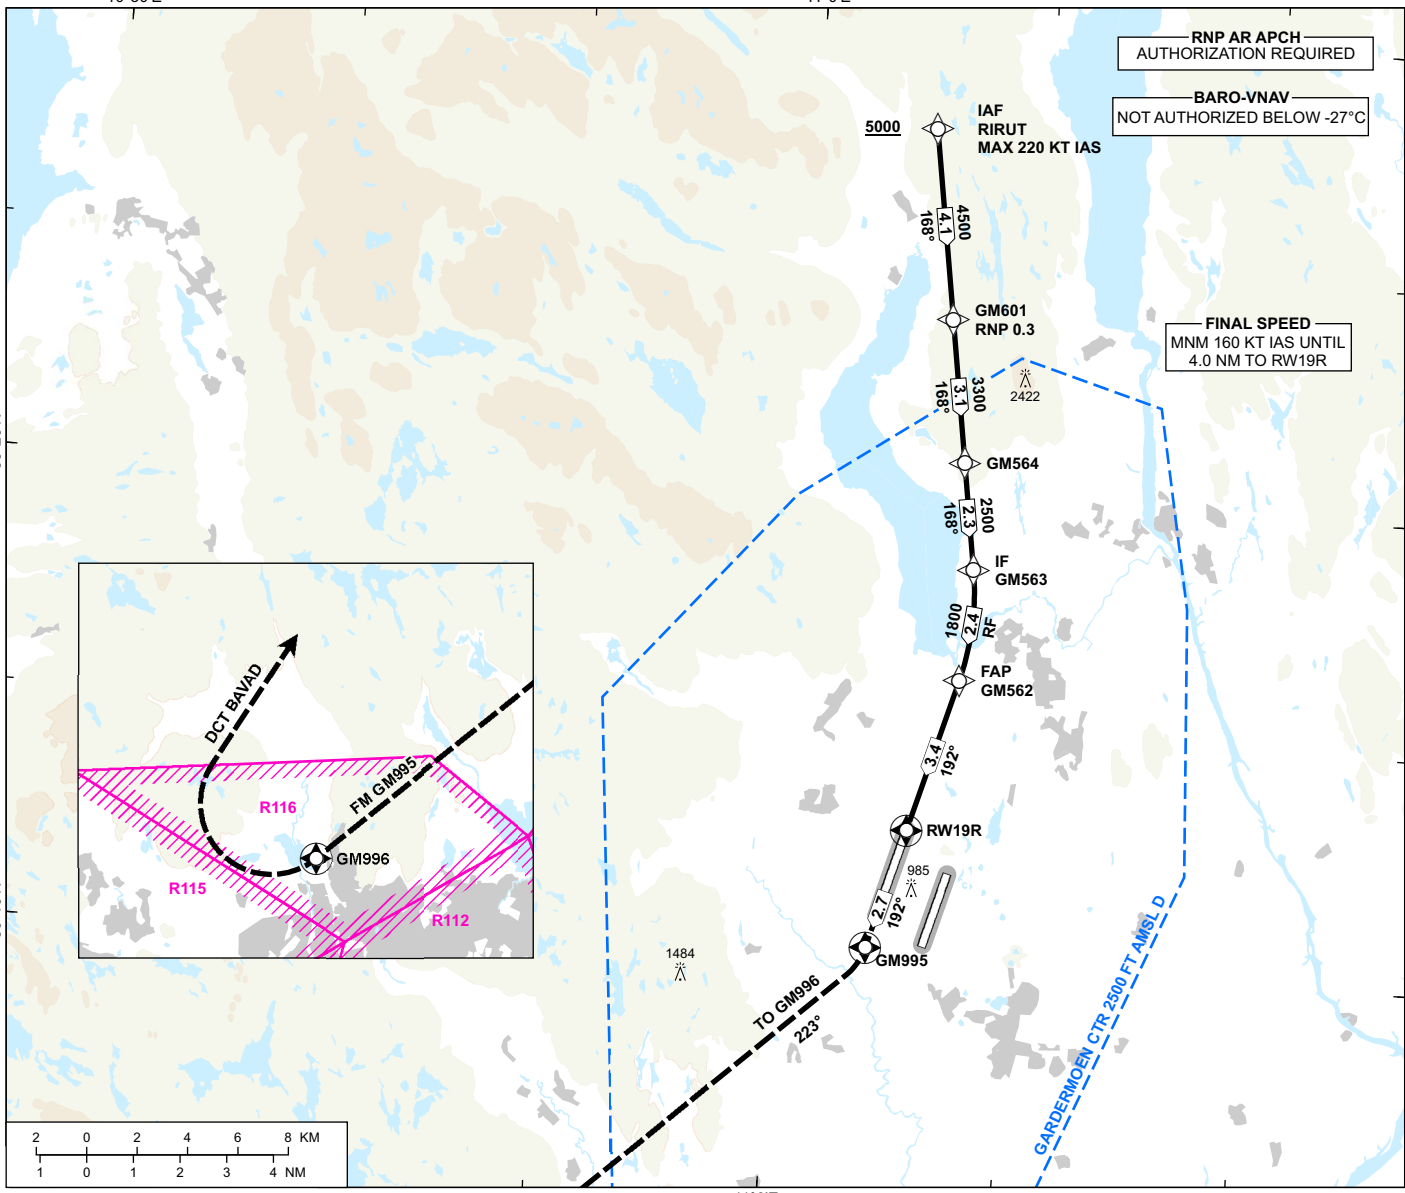 RNP AR APCH
AUTHORIZATION REQUIRED
BARO-VNAV
NOT AUTHORIZED BELOW -27°C
5000
IAF
RIRUT
MAX 220 KT IAS
4500
4.1
168°
GM601
RNP 0.3
FINAL SPEED
MNM 160 KT IAS UNTIL
4.0 NM TO RW19R
2422
3300
3.1
168°
GM564
2500
2.3
168°
IF
GM563
1800
2.4
RF
FAP
GM562
3.4
192°
RW19R
985
2.7
192°
GM995
1484
TO GM996
223°
GARDERMOEN CTR 2500 FT AMSL D
DCT BAVAD
FM GM995
R116
GM996
R115
R112
2 0 2 4 6 8 KM
1 0 1 2 3 4 NM